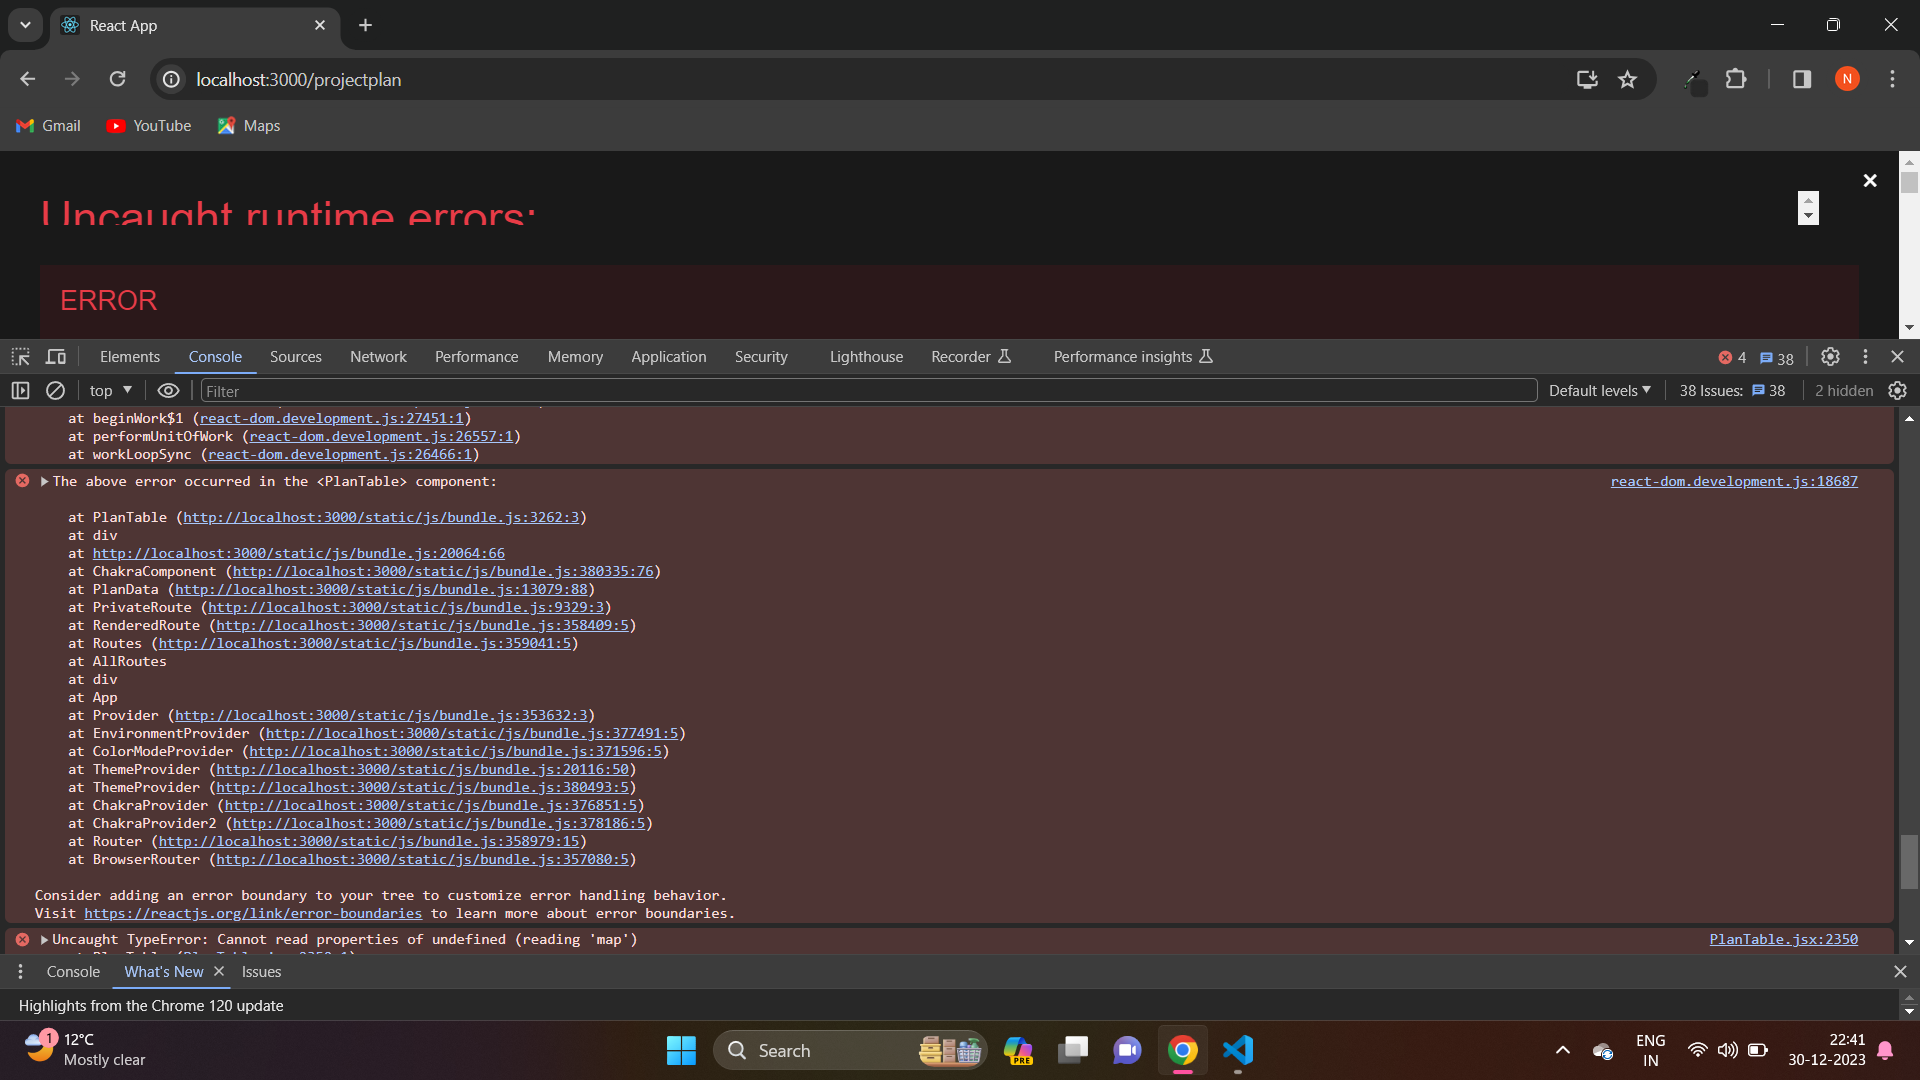 React App
localhost:3000/projectplan
N
Gmail
YouTube
Maps
Uncaught runtime errors:
ERROR
Elements
Console
Sources
Network
Performance
Memory
Application
Security
Lighthouse
Recorder
Performance insights
4
38
top
Filter
Default levels
38 Issues:
38
2 hidden
at beginWork$1 (react-dom.development.js:27451:1)
at performUnitOfWork (react-dom.development.js:26557:1)
at workLoopSync (react-dom.development.js:26466:1)
The above error occurred in the <PlanTable> component:
react-dom.development.js:18687
at PlanTable (http://localhost:3000/static/js/bundle.js:3262:3)
at div
at http://localhost:3000/static/js/bundle.js:20064:66
at ChakraComponent (http://localhost:3000/static/js/bundle.js:380335:76)
at PlanData (http://localhost:3000/static/js/bundle.js:13079:88)
at PrivateRoute (http://localhost:3000/static/js/bundle.js:9329:3)
at RenderedRoute (http://localhost:3000/static/js/bundle.js:358409:5)
at Routes (http://localhost:3000/static/js/bundle.js:359041:5)
at AllRoutes
at div
at App
at Provider (http://localhost:3000/static/js/bundle.js:353632:3)
at EnvironmentProvider (http://localhost:3000/static/js/bundle.js:377491:5)
at ColorModeProvider (http://localhost:3000/static/js/bundle.js:371596:5)
at ThemeProvider (http://localhost:3000/static/js/bundle.js:20116:50)
at ThemeProvider (http://localhost:3000/static/js/bundle.js:380493:5)
at ChakraProvider (http://localhost:3000/static/js/bundle.js:376851:5)
at ChakraProvider2 (http://localhost:3000/static/js/bundle.js:378186:5)
at Router (http://localhost:3000/static/js/bundle.js:358979:15)
at BrowserRouter (http://localhost:3000/static/js/bundle.js:357080:5)
Consider adding an error boundary to your tree to customize error handling behavior.
Visit https://reactjs.org/link/error-boundaries to learn more about error boundaries.
Uncaught TypeError: Cannot read properties of undefined (reading 'map')
PlanTable.jsx:2350
Console
What's New
Issues
Highlights from the Chrome 120 update
1
12°C
Mostly clear
Search
PRE
ENG
IN
22:41
30-12-2023